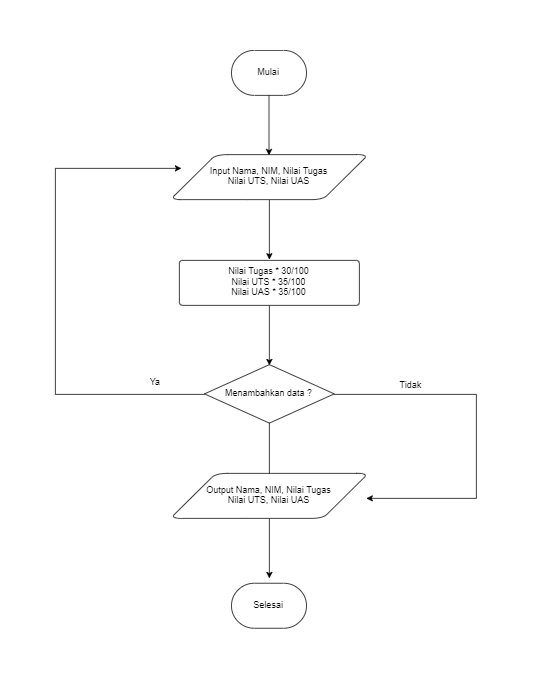 Mulai
Input Nama, NIM, Nilai Tugas
Nilai UTS, Nilai UAS
Nilai Tugas * 30/100
Nilai UTS * 35/100
Nilai UAS * 35/100
Ya
Menambahkan data ?
Tidak
Output Nama, NIM, Nilai Tugas
Nilai UTS, Nilai UAS
Selesai